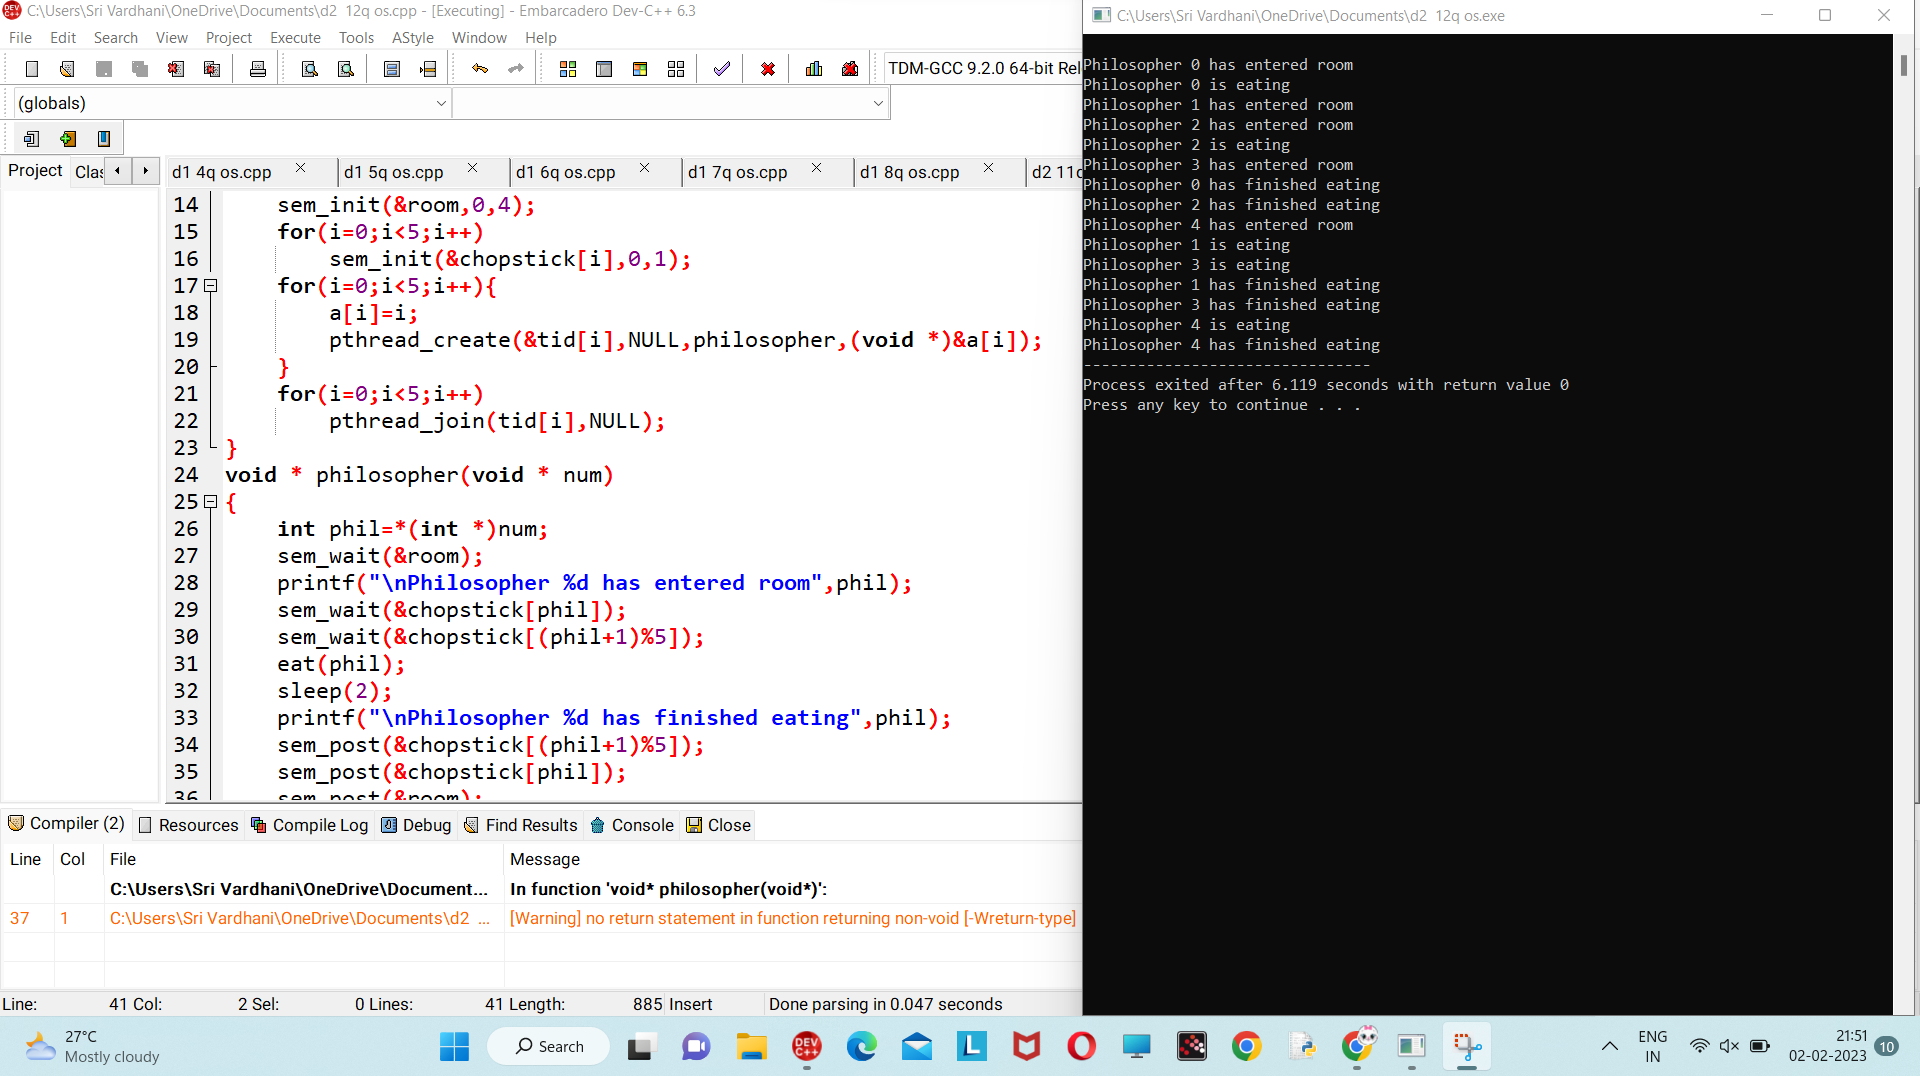 C:\Users\Sri Vardhani\OneDrive\Documents\d2  12q os.cpp - [Executing] - Embarcadero Dev-C++ 6.3
File Edit Search View Project Execute Tools AStyle Window Help
TDM-GCC 9.2.0 64-bit Rel
(globals)
Project Clas
d1 4q os.cpp d1 5q os.cpp d1 6q os.cpp d1 7q os.cpp d1 8q os.cpp d2 11q
14 sem_init(&room,0,4);
15 for(i=0;i<5;i++)
16 sem_init(&chopstick[i],0,1);
17 for(i=0;i<5;i++){
18 a[i]=i;
19 pthread_create(&tid[i],NULL,philosopher,(void *)&a[i]);
20 }
21 for(i=0;i<5;i++)
22 pthread_join(tid[i],NULL);
23 }
24 void * philosopher(void * num)
25 {
26 int phil=*(int *)num;
27 sem_wait(&room);
28 printf("\nPhilosopher %d has entered room",phil);
29 sem_wait(&chopstick[phil]);
30 sem_wait(&chopstick[(phil+1)%5]);
31 eat(phil);
32 sleep(2);
33 printf("\nPhilosopher %d has finished eating",phil);
34 sem_post(&chopstick[(phil+1)%5]);
35 sem_post(&chopstick[phil]);
36 sem_post(&room);
Compiler (2) Resources Compile Log Debug Find Results Console Close
Line Col File Message
C:\Users\Sri Vardhani\OneDrive\Document... In function 'void* philosopher(void*)':
37 1 C:\Users\Sri Vardhani\OneDrive\Documents\d2 ... [Warning] no return statement in function returning non-void [-Wreturn-type]
Line: 41 Col: 2 Sel: 0 Lines: 41 Length: 885 Insert Done parsing in 0.047 seconds
C:\Users\Sri Vardhani\OneDrive\Documents\d2  12q os.exe
Philosopher 0 has entered room
Philosopher 0 is eating
Philosopher 1 has entered room
Philosopher 2 has entered room
Philosopher 2 is eating
Philosopher 3 has entered room
Philosopher 0 has finished eating
Philosopher 2 has finished eating
Philosopher 4 has entered room
Philosopher 1 is eating
Philosopher 3 is eating
Philosopher 1 has finished eating
Philosopher 3 has finished eating
Philosopher 4 is eating
Philosopher 4 has finished eating
--------------------------------
Process exited after 6.119 seconds with return value 0
Press any key to continue . . .
27°C
Mostly cloudy
Search
ENG
IN
21:51
02-02-2023
10